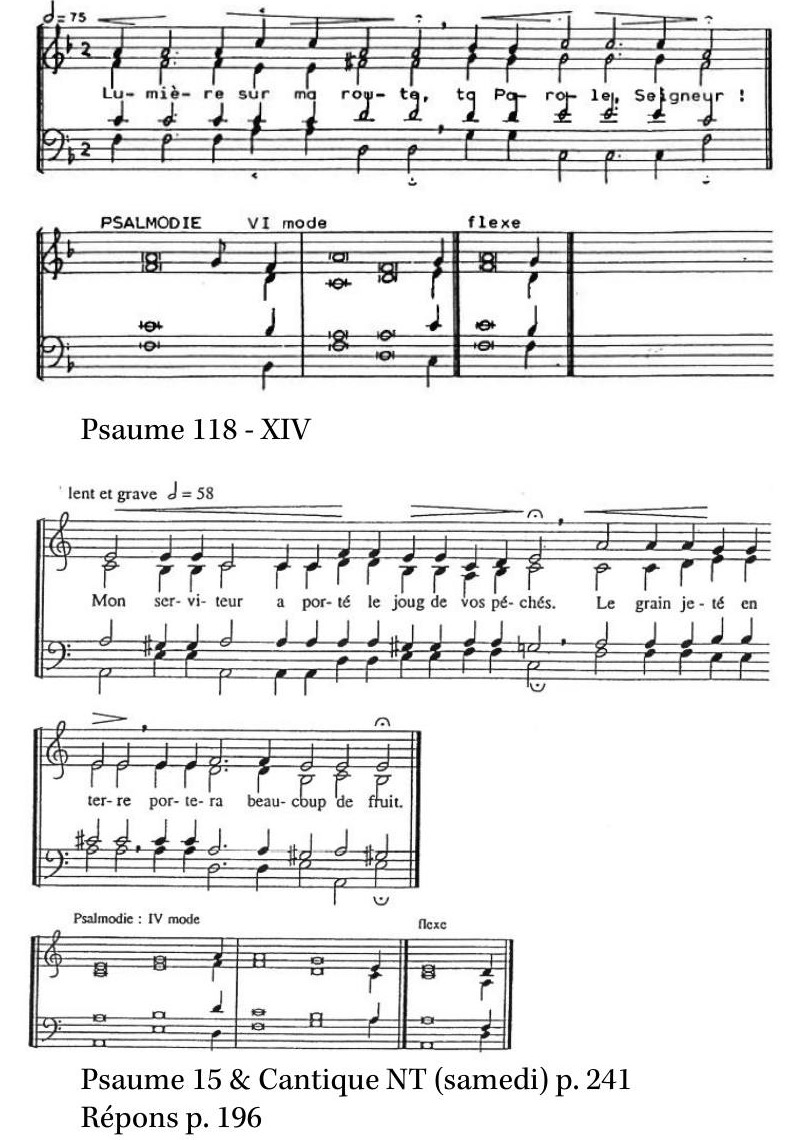 𝅗𝅥 = 75
2
Lu- miè- re sur ma rou- te, ta Pa- ro- le, Seigneur !
2
PSALMODIE VI mode flexe
Psaume 118 - XIV
lent et grave 𝅗𝅥 = 58
Mon ser- vi- teur a por- té le joug de vos pé- chés. Le grain je - té en
ter- re por- te- ra beau- coup de fruit.
Psalmodie : IV mode flexe
Psaume 15 & Cantique NT (samedi) p. 241
Répons p. 196